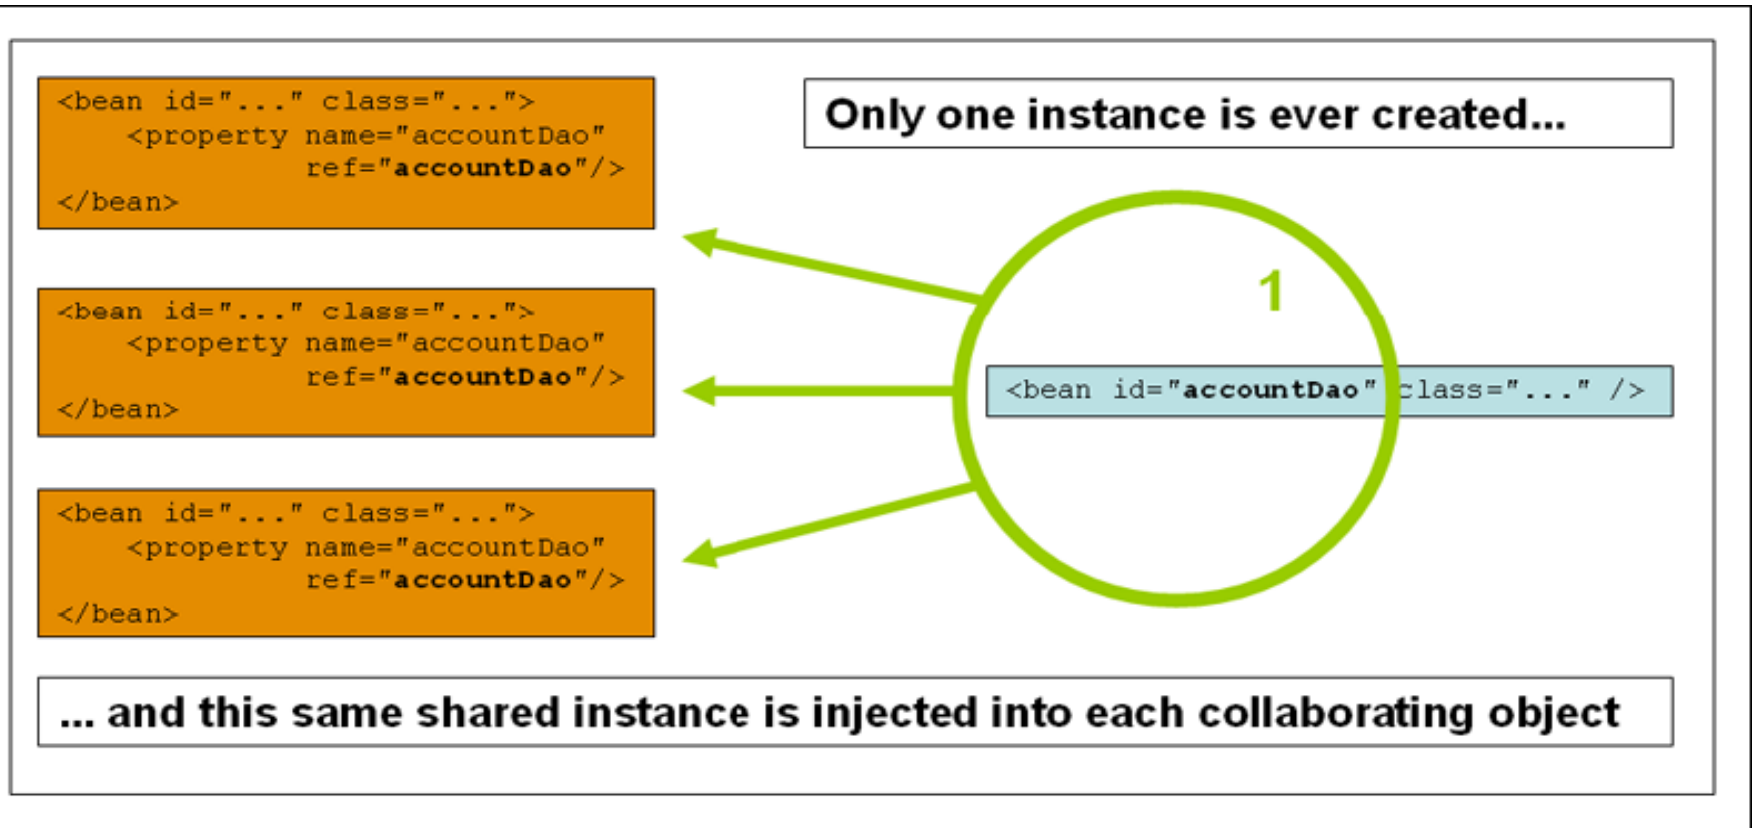 <bean id="..." class="...">
<property name="accountDao"
ref="accountDao"/>
</bean>
Only one instance is ever created...
<bean id="..." class="...">
<property name="accountDao"
ref="accountDao"/>
</bean>
1
<bean id="accountDao" class="..." />
<bean id="..." class="...">
<property name="accountDao"
ref="accountDao"/>
</bean>
... and this same shared instance is injected into each collaborating object